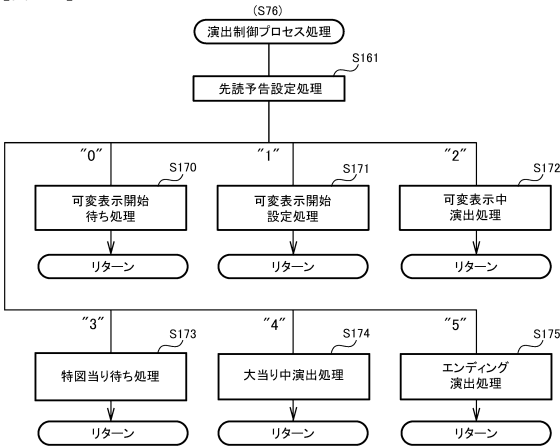 (S76)
演出制御プロセス処理
S161
先読予告設定処理
"0"
"1"
"2"
S170
S171
S172
可変表示開始
待ち処理
可変表示開始
設定処理
可変表示中
演出処理
リターン
リターン
リターン
"3"
"4"
"5"
S173
S174
S175
特図当り待ち処理
大当り中演出処理
エンディング
演出処理
リターン
リターン
リターン